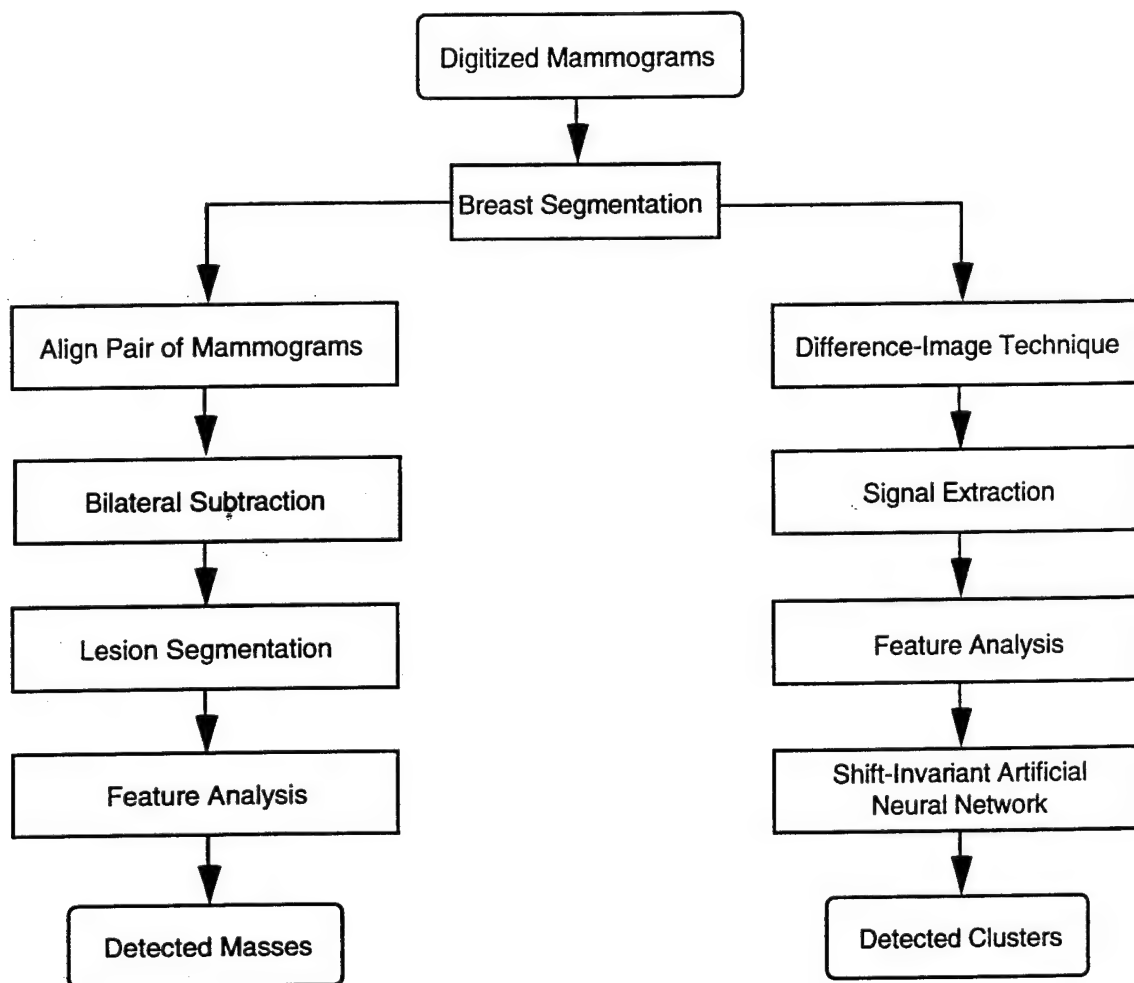 Digitized Mammograms
Breast Segmentation
Align Pair of Mammograms
Bilateral Subtraction
Lesion Segmentation
Feature Analysis
Detected Masses
Difference-Image Technique
Signal Extraction
Feature Analysis
Shift-Invariant Artificial
Neural Network
Detected Clusters